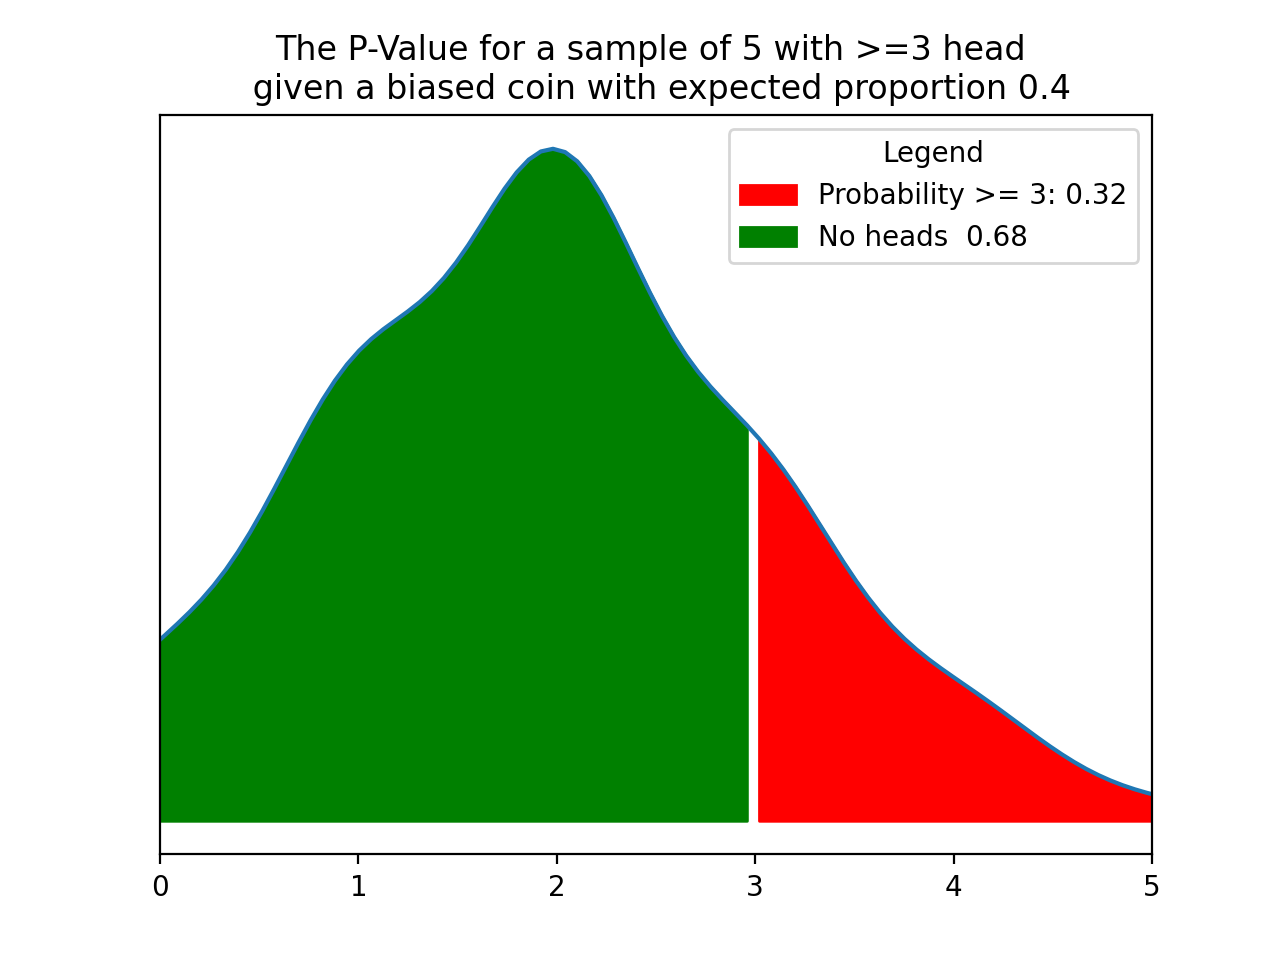 The P-Value for a sample of 5 with >=3 head
given a biased coin with expected proportion 0.4
Legend
Probability >= 3: 0.32
No heads  0.68
0 1 2 3 4 5